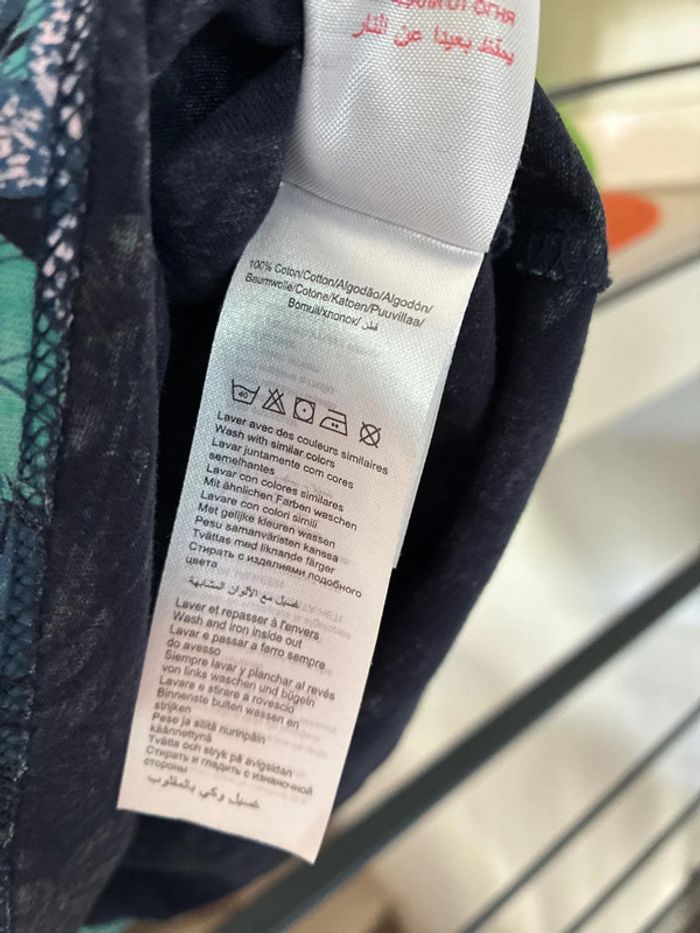 يحفظ بعيدا عن النار
100% Coton/Cotton/Algodão/Algodón/
Baumwolle/Cotone/Katoen/Puuvillaa/
Bomull/хлопок/ قطن
40
Laver avec des couleurs similaires
Wash with similar colors
Lavar juntamente com cores
semelhantes
Lavar con colores similares
Mit ähnlichen Farben waschen
Lavare con colori simili
Met gelijke kleuren wassen
Pesu samanväristen kanssa
Tvättas med liknande färger
Стирать с изделиями подобного
цвета
غسيل مع الألوان المشابهة
Laver et repasser à l'envers
Wash and iron inside out
Lavar e passar a ferro sempre
do avesso
Siempre lavar y planchar al revés
von links waschen und bügeln
Lavare e stirare a rovescio
Binnenste buiten wassen en
strijken
Pese ja silitä nurinpäin
käännettynä
Tvätta och stryk på avigsidan
Стирать и гладить с изнаночной
стороны
غسيل وكي بالمقلوب